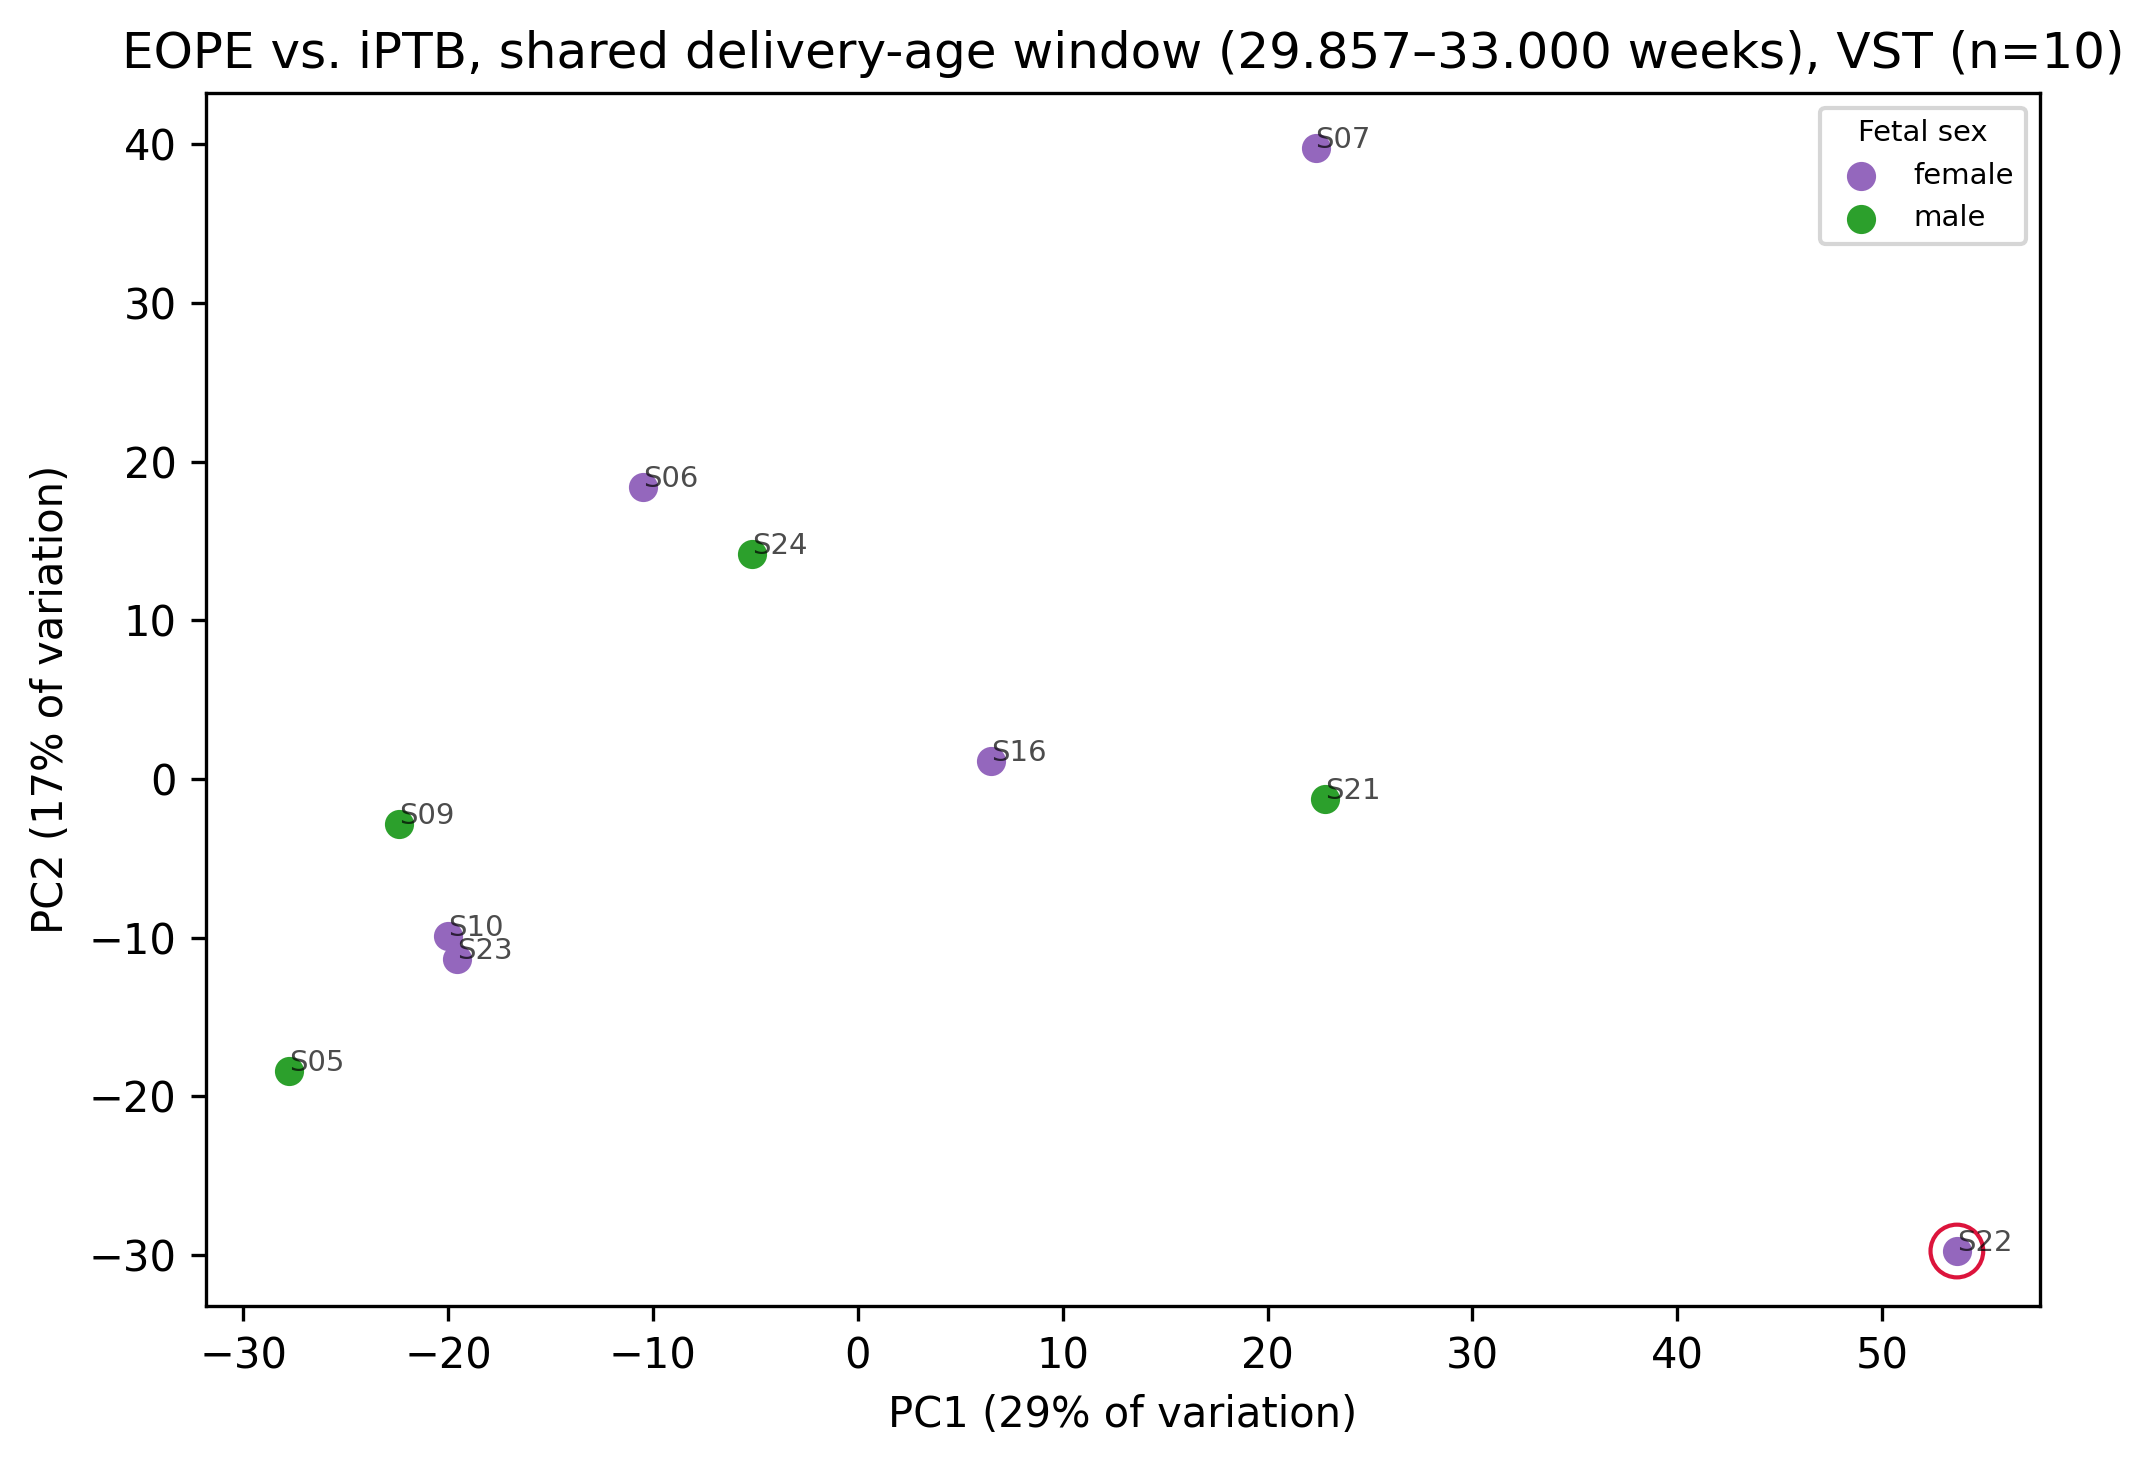 EOPE vs. iPTB, shared delivery-age window (29.857–33.000 weeks), VST (n=10)
Fetal sex
female
male
S07
S06
S24
S16
S21
S09
S10
S23
S05
S22
40
30
20
10
0
−10
−20
−30
PC2 (17% of variation)
−30 −20 −10 0 10 20 30 40 50
PC1 (29% of variation)